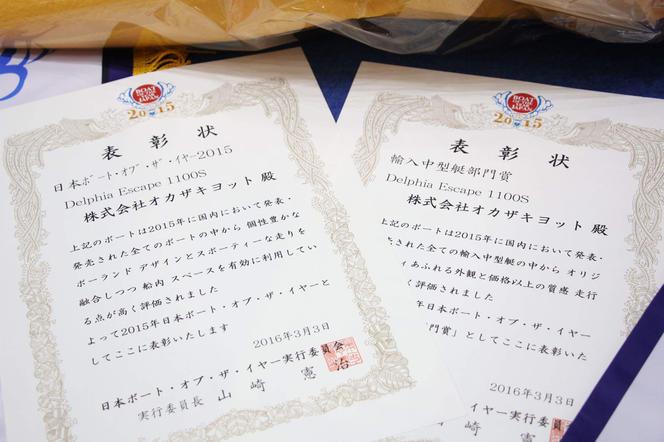 BOAT OF THE YEAR JAPAN
2015
表彰状
日本ボート・オブ・ザ・イヤー2015
Delphia Escape 1100S
株式会社オカザキヨット 殿
上記のボートは2015年に国内において発表・
発売された全てのボートの中から 個性豊かな
ポーランド デザインとスポーティーな走りを
融合しつつ 船内 スペースを有効に利用してい
る点が高く評価されました
よって2015年日本ボート・オブ・ザ・イヤーと
してここに表彰いたします
2016年3月3日
日本ボート・オブ・ザ・イヤー実行委員会
実行委員長 山崎 憲治
BOAT OF THE YEAR JAPAN
2015
表彰状
輸入中型艇部門賞
Delphia Escape 1100S
株式会社オカザキヨット 殿
上記のボートは2015年に国内において発表・
された全ての輸入中型艇の中から オリジ
ィあふれる外観と価格以上の質感 走行
く評価されました
年日本ボート・オブ・ザ・イヤー
門賞」としてここに表彰いた
2016年3月3日
イヤー実行委員会
崎 憲